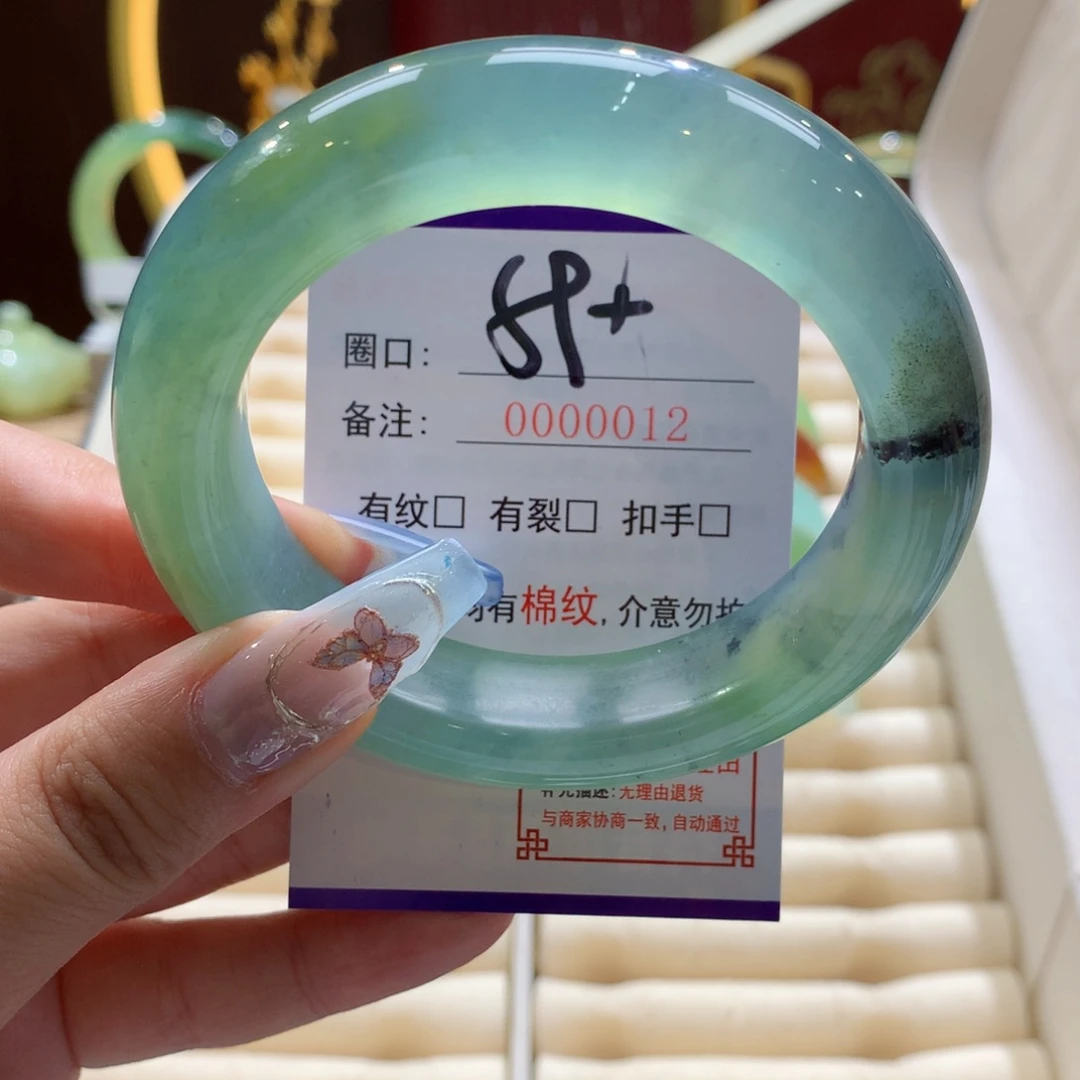 圈口:
备注: 0000012
有纹□ 有裂□ 扣手□
有棉纹, 介意勿拍
无理由退货
与商家协商一致, 自动通过